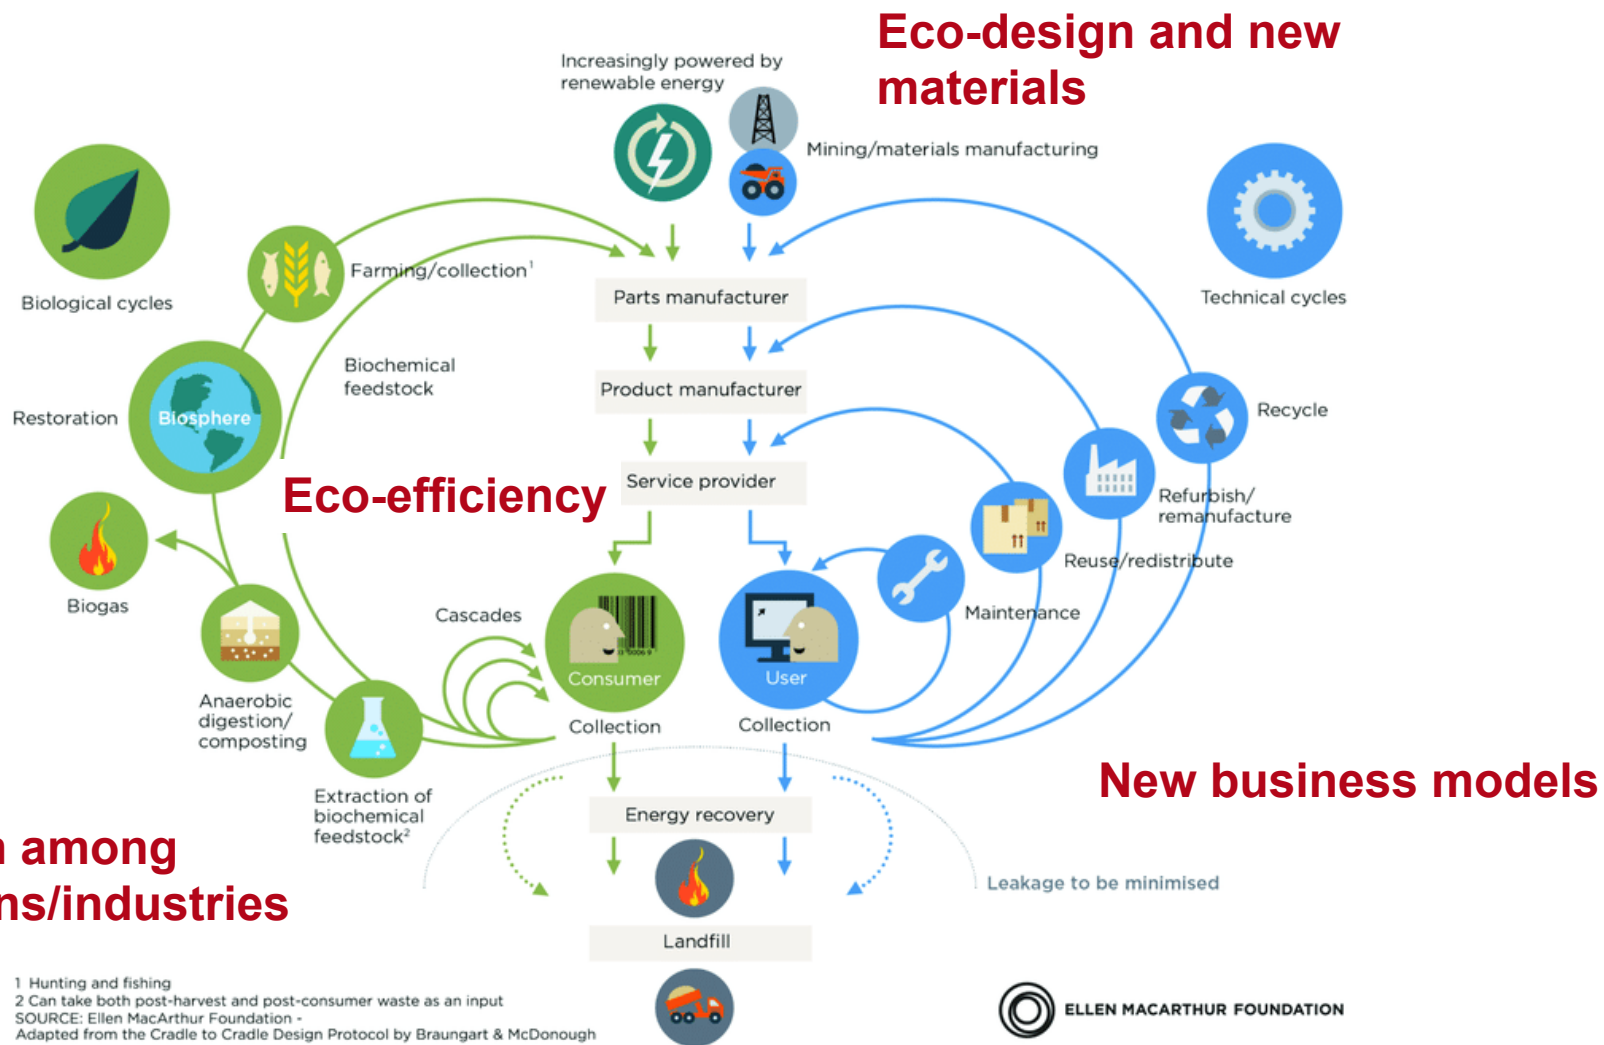 Eco-design and new
materials
Increasingly powered by
renewable energy
Mining/materials manufacturing
Biological cycles
Farming/collection¹
Parts manufacturer
Technical cycles
Biochemical
feedstock
Product manufacturer
Restoration
Biosphere
Recycle
Eco-efficiency
Service provider
Refurbish/
remanufacture
Reuse/redistribute
Biogas
Cascades
Maintenance
Consumer
User
Anaerobic
digestion/
composting
Collection
Collection
New business models
Extraction of
biochemical
feedstock²
Energy recovery
among
/industries
Leakage to be minimised
Landfill
1 Hunting and fishing
2 Can take both post-harvest and post-consumer waste as an input
SOURCE: Ellen MacArthur Foundation -
Adapted from the Cradle to Cradle Design Protocol by Braungart & McDonough
ELLEN MACARTHUR FOUNDATION